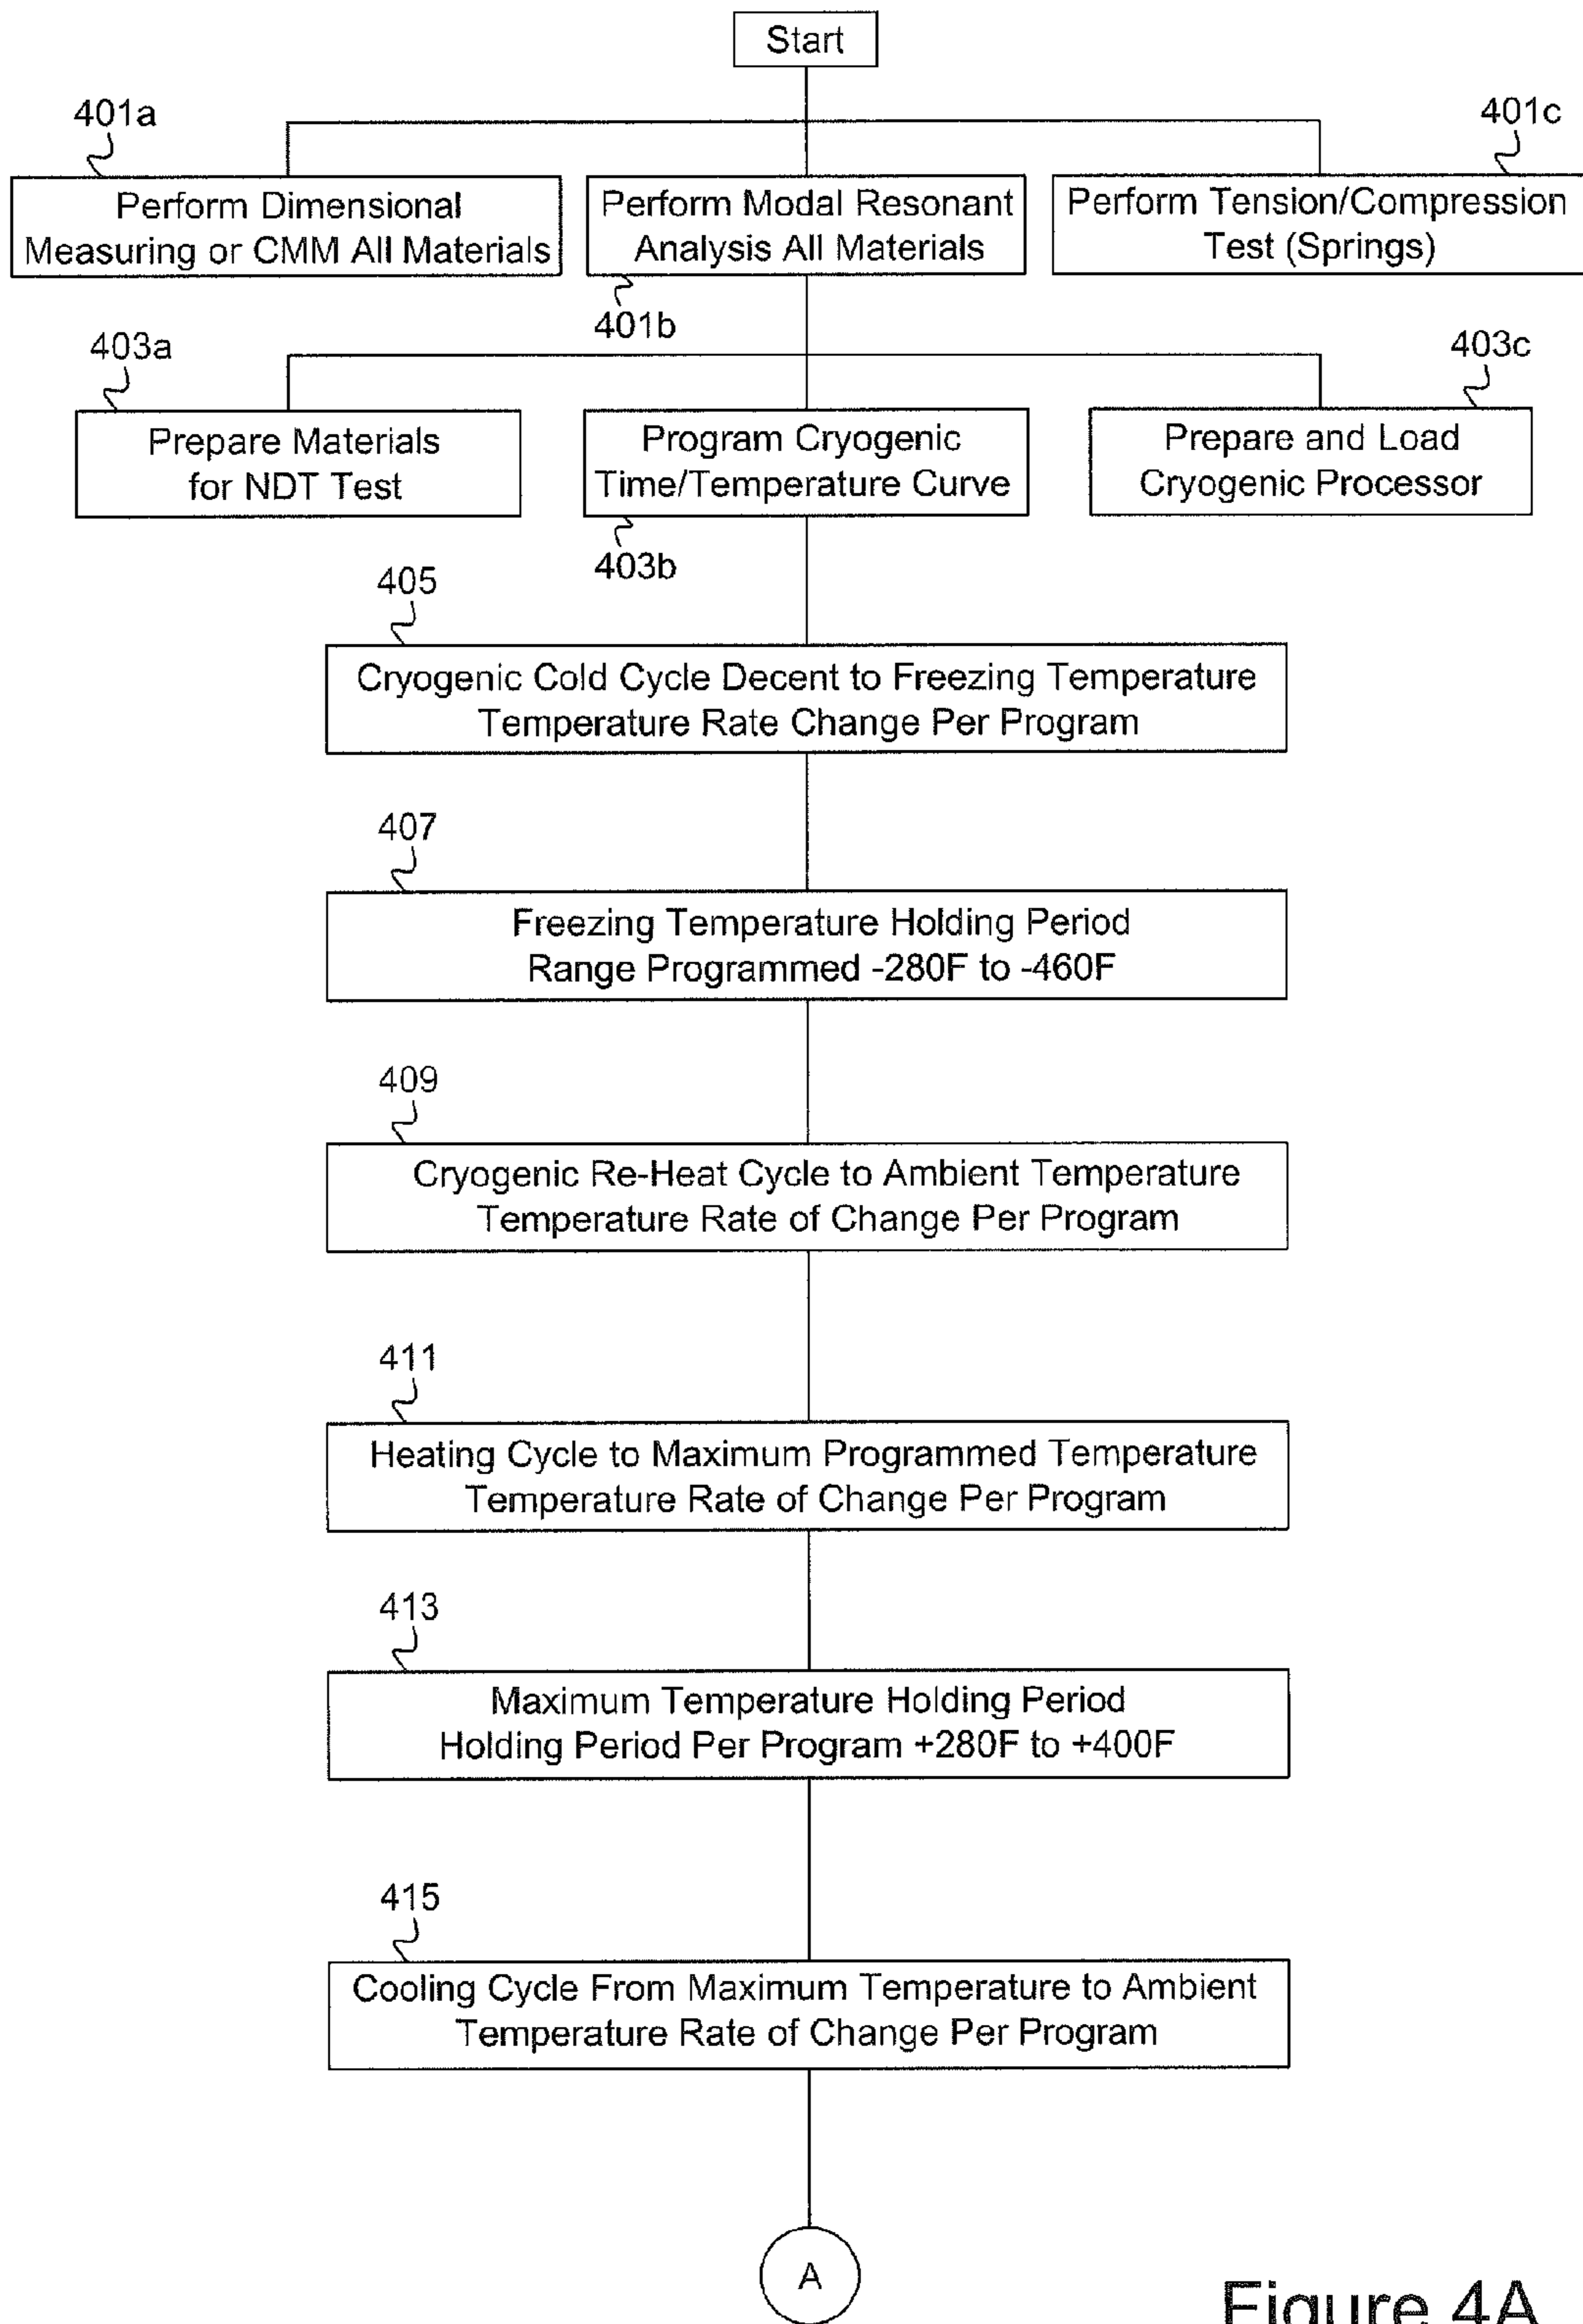 Start
401a
401c
Perform Dimensional
Measuring or CMM All Materials
Perform Modal Resonant
Analysis All Materials
Perform Tension/Compression
Test (Springs)
401b
403a
403c
Prepare Materials
for NDT Test
Program Cryogenic
Time/Temperature Curve
Prepare and Load
Cryogenic Processor
403b
405
Cryogenic Cold Cycle Decent to Freezing Temperature
Temperature Rate Change Per Program
407
Freezing Temperature Holding Period
Range Programmed -280F to -460F
409
Cryogenic Re-Heat Cycle to Ambient Temperature
Temperature Rate of Change Per Program
411
Heating Cycle to Maximum Programmed Temperature
Temperature Rate of Change Per Program
413
Maximum Temperature Holding Period
Holding Period Per Program +280F to +400F
415
Cooling Cycle From Maximum Temperature to Ambient
Temperature Rate of Change Per Program
A
Figure 4A